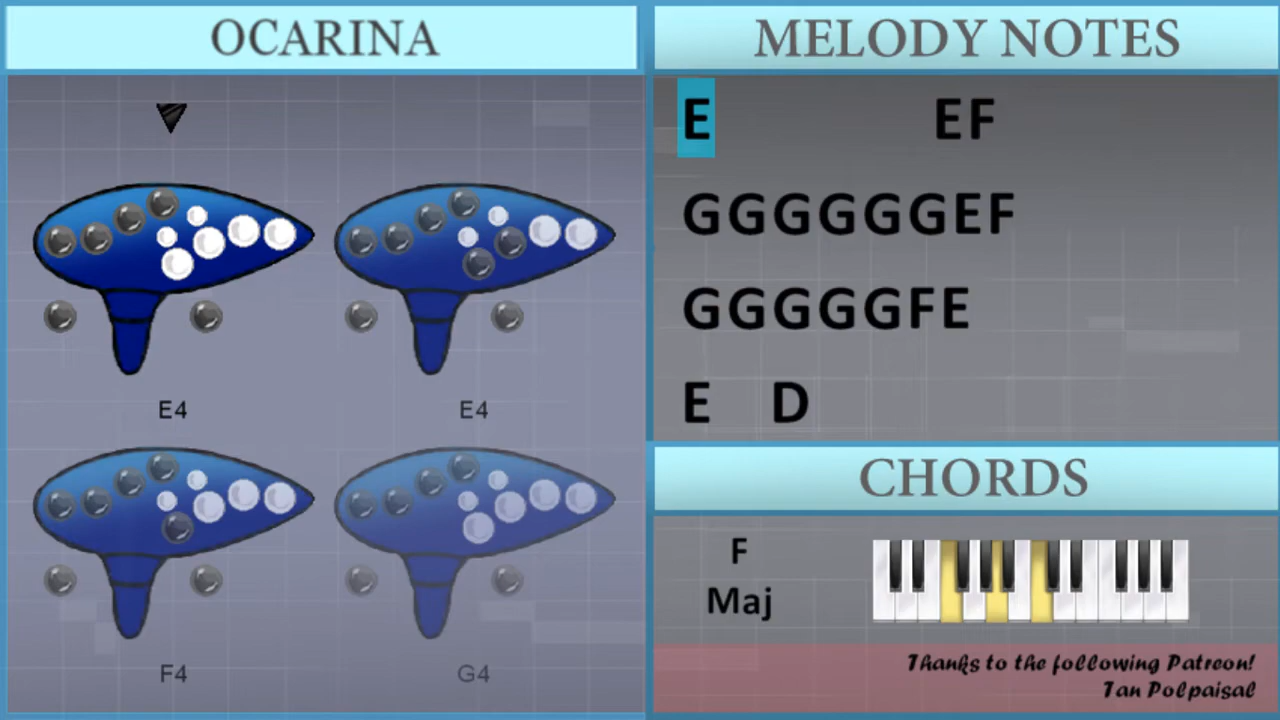 OCARINA
E4
E4
F4
G4
MELODY NOTES
E EF
GGGGGGEF
GGGGGFE
E D
CHORDS
F
Maj
Thanks to the following Patreon!
Tan Polpaisal